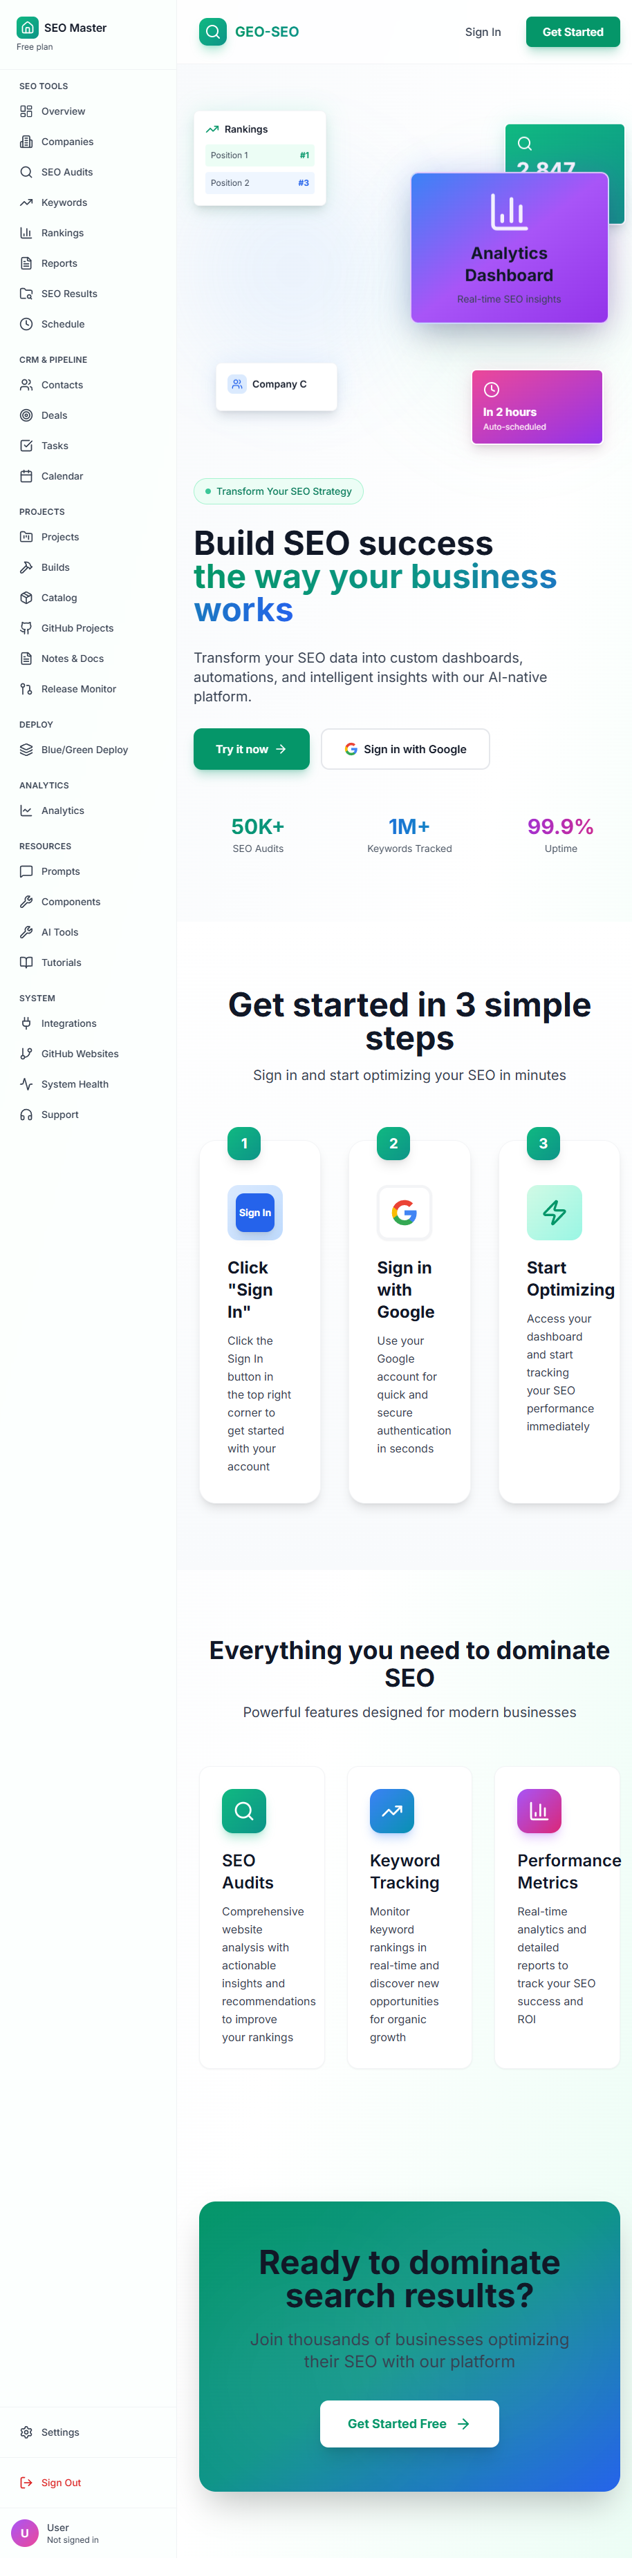 SEO Master
Free plan
SEO TOOLS
Overview
Companies
SEO Audits
Keywords
Rankings
Reports
SEO Results
Schedule
CRM & PIPELINE
Contacts
Deals
Tasks
Calendar
PROJECTS
Projects
Builds
Catalog
GitHub Projects
Notes & Docs
Release Monitor
DEPLOY
Blue/Green Deploy
ANALYTICS
Analytics
RESOURCES
Prompts
Components
AI Tools
Tutorials
SYSTEM
Integrations
GitHub Websites
System Health
Support
Settings
Sign Out
U
User
Not signed in
GEO-SEO
Sign In
Get Started
Rankings
Position 1 #1
Position 2 #3
2,847
Analytics
Dashboard
Real-time SEO insights
Company C
In 2 hours
Auto-scheduled
Transform Your SEO Strategy
Build SEO success
the way your business
works
Transform your SEO data into custom dashboards,
automations, and intelligent insights with our AI-native
platform.
Try it now
Sign in with Google
50K+
SEO Audits
1M+
Keywords Tracked
99.9%
Uptime
Get started in 3 simple
steps
Sign in and start optimizing your SEO in minutes
1
Sign In
Click
"Sign
In"
Click the
Sign In
button in
the top right
corner to
get started
with your
account
2
Sign in
with
Google
Use your
Google
account for
quick and
secure
authentication
in seconds
3
Start
Optimizing
Access your
dashboard
and start
tracking
your SEO
performance
immediately
Everything you need to dominate
SEO
Powerful features designed for modern businesses
SEO
Audits
Comprehensive
website
analysis with
actionable
insights and
recommendations
to improve
your rankings
Keyword
Tracking
Monitor
keyword
rankings in
real-time and
discover new
opportunities
for organic
growth
Performance
Metrics
Real-time
analytics and
detailed
reports to
track your SEO
success and
ROI
Ready to dominate
search results?
Join thousands of businesses optimizing
their SEO with our platform
Get Started Free